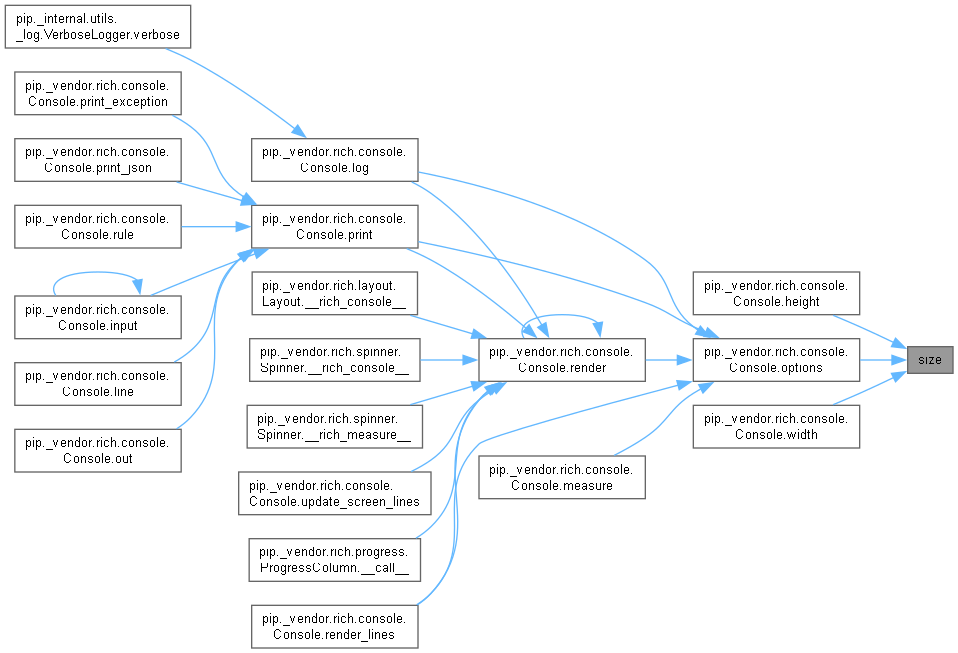 pip._internal.utils.
_log.VerboseLogger.verbose
pip._vendor.rich.console.
Console.print_exception
pip._vendor.rich.console.
Console.print_json
pip._vendor.rich.console.
Console.rule
pip._vendor.rich.console.
Console.input
pip._vendor.rich.console.
Console.line
pip._vendor.rich.console.
Console.out
pip._vendor.rich.console.
Console.log
pip._vendor.rich.console.
Console.print
pip._vendor.rich.layout.
Layout.__rich_console__
pip._vendor.rich.spinner.
Spinner.__rich_console__
pip._vendor.rich.spinner.
Spinner.__rich_measure__
pip._vendor.rich.console.
Console.update_screen_lines
pip._vendor.rich.progress.
ProgressColumn.__call__
pip._vendor.rich.console.
Console.render_lines
pip._vendor.rich.console.
Console.render
pip._vendor.rich.console.
Console.measure
pip._vendor.rich.console.
Console.height
pip._vendor.rich.console.
Console.options
pip._vendor.rich.console.
Console.width
size